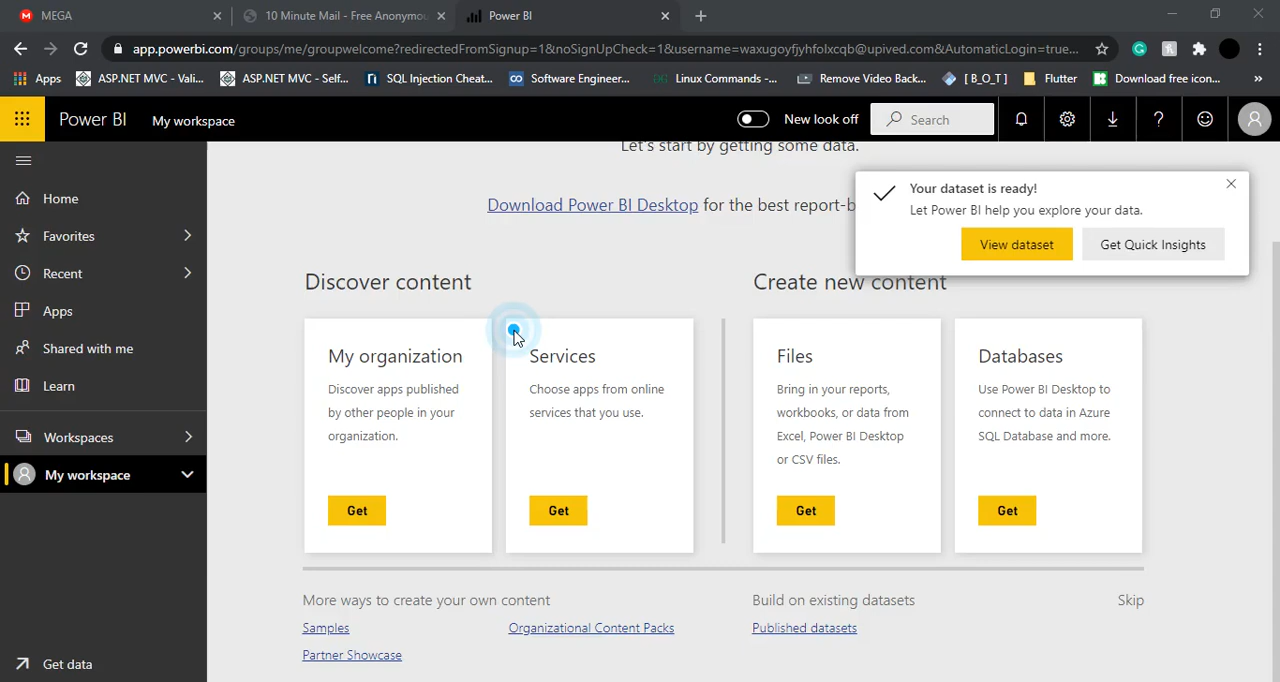 MEGA
10 Minute Mail - Free Anonymou
Power BI
app.powerbi.com/groups/me/groupwelcome?redirectedFromSignup=1&noSignUpCheck=1&username=waxugoyfjyhfolxcqb@upived.com&AutomaticLogin=true...
Apps
ASP.NET MVC - Vali...
ASP.NET MVC - Self...
SQL Injection Cheat...
Software Engineer...
Linux Commands -...
Remove Video Back...
[ B_O_T ]
Flutter
Download free icon...
»
Power BI
My workspace
New look off
Search
Let's start by getting some data.
Your dataset is ready!
Let Power BI help you explore your data.
View dataset
Get Quick Insights
Download Power BI Desktop for the best report-b
Home
Favorites
Recent
Apps
Shared with me
Learn
Workspaces
My workspace
Get data
Discover content
Create new content
My organization
Discover apps published
by other people in your
organization.
Get
Services
Choose apps from online
services that you use.
Get
Files
Bring in your reports,
workbooks, or data from
Excel, Power BI Desktop
or CSV files.
Get
Databases
Use Power BI Desktop to
connect to data in Azure
SQL Database and more.
Get
More ways to create your own content
Samples
Organizational Content Packs
Partner Showcase
Build on existing datasets
Published datasets
Skip